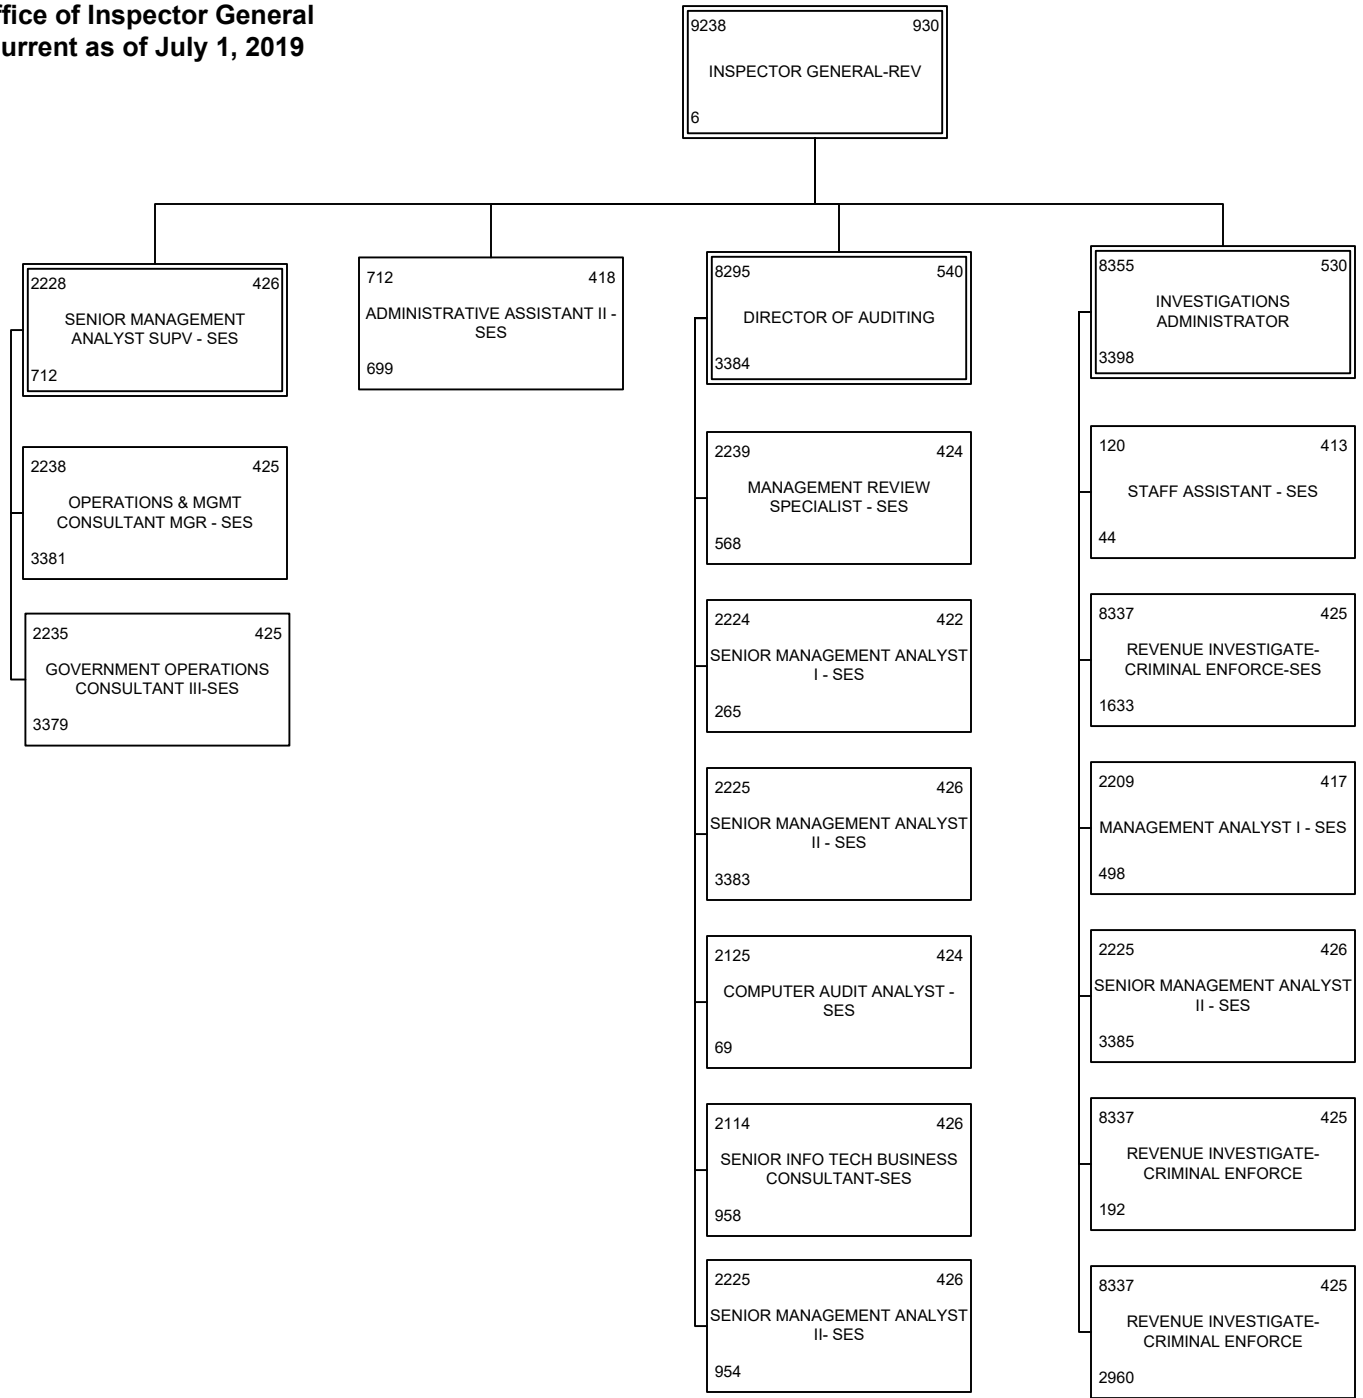 ffice of Inspector General
urrent as of July 1, 2019
9238 930
INSPECTOR GENERAL-REV
6
2228 426
SENIOR MANAGEMENT
ANALYST SUPV - SES
712
2238 425
OPERATIONS & MGMT
CONSULTANT MGR - SES
3381
2235 425
GOVERNMENT OPERATIONS
CONSULTANT III-SES
3379
712 418
ADMINISTRATIVE ASSISTANT II -
SES
699
8295 540
DIRECTOR OF AUDITING
3384
2239 424
MANAGEMENT REVIEW
SPECIALIST - SES
568
2224 422
SENIOR MANAGEMENT ANALYST
I - SES
265
2225 426
SENIOR MANAGEMENT ANALYST
II - SES
3383
2125 424
COMPUTER AUDIT ANALYST -
SES
69
2114 426
SENIOR INFO TECH BUSINESS
CONSULTANT-SES
958
2225 426
SENIOR MANAGEMENT ANALYST
II- SES
954
8355 530
INVESTIGATIONS
ADMINISTRATOR
3398
120 413
STAFF ASSISTANT - SES
44
8337 425
REVENUE INVESTIGATE-
CRIMINAL ENFORCE-SES
1633
2209 417
MANAGEMENT ANALYST I - SES
498
2225 426
SENIOR MANAGEMENT ANALYST
II - SES
3385
8337 425
REVENUE INVESTIGATE-
CRIMINAL ENFORCE
192
8337 425
REVENUE INVESTIGATE-
CRIMINAL ENFORCE
2960